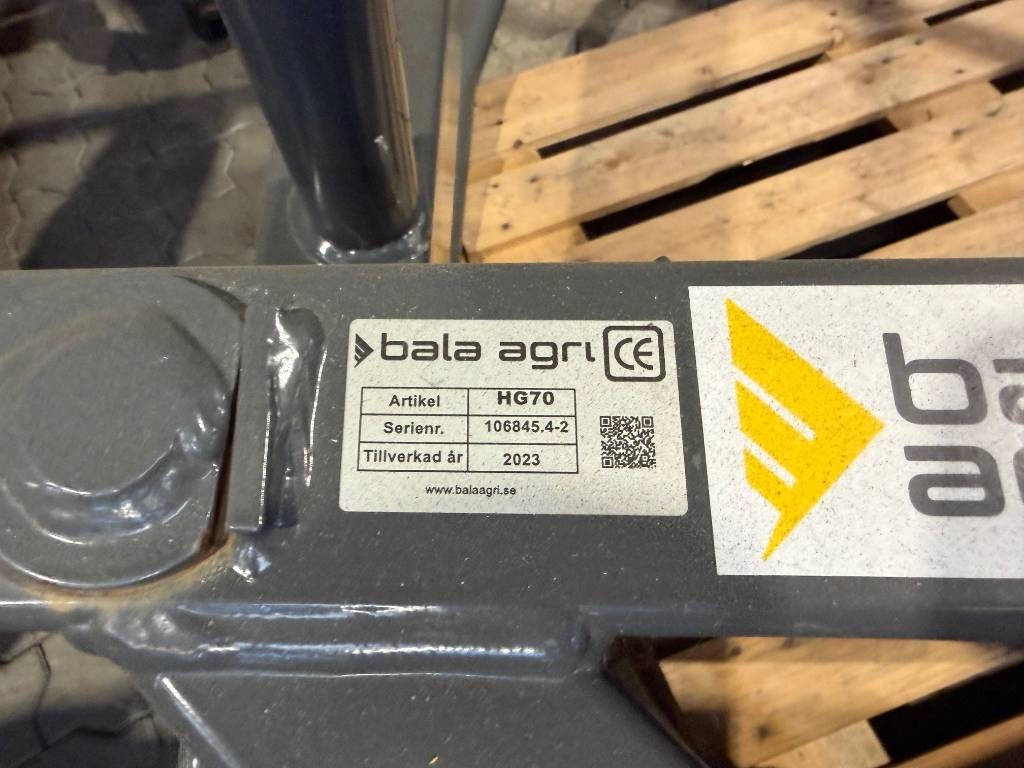 bala agri CE
Artikel HG70
Serienr. 106845.4-2
Tillverkad år 2023
www.balaagri.se